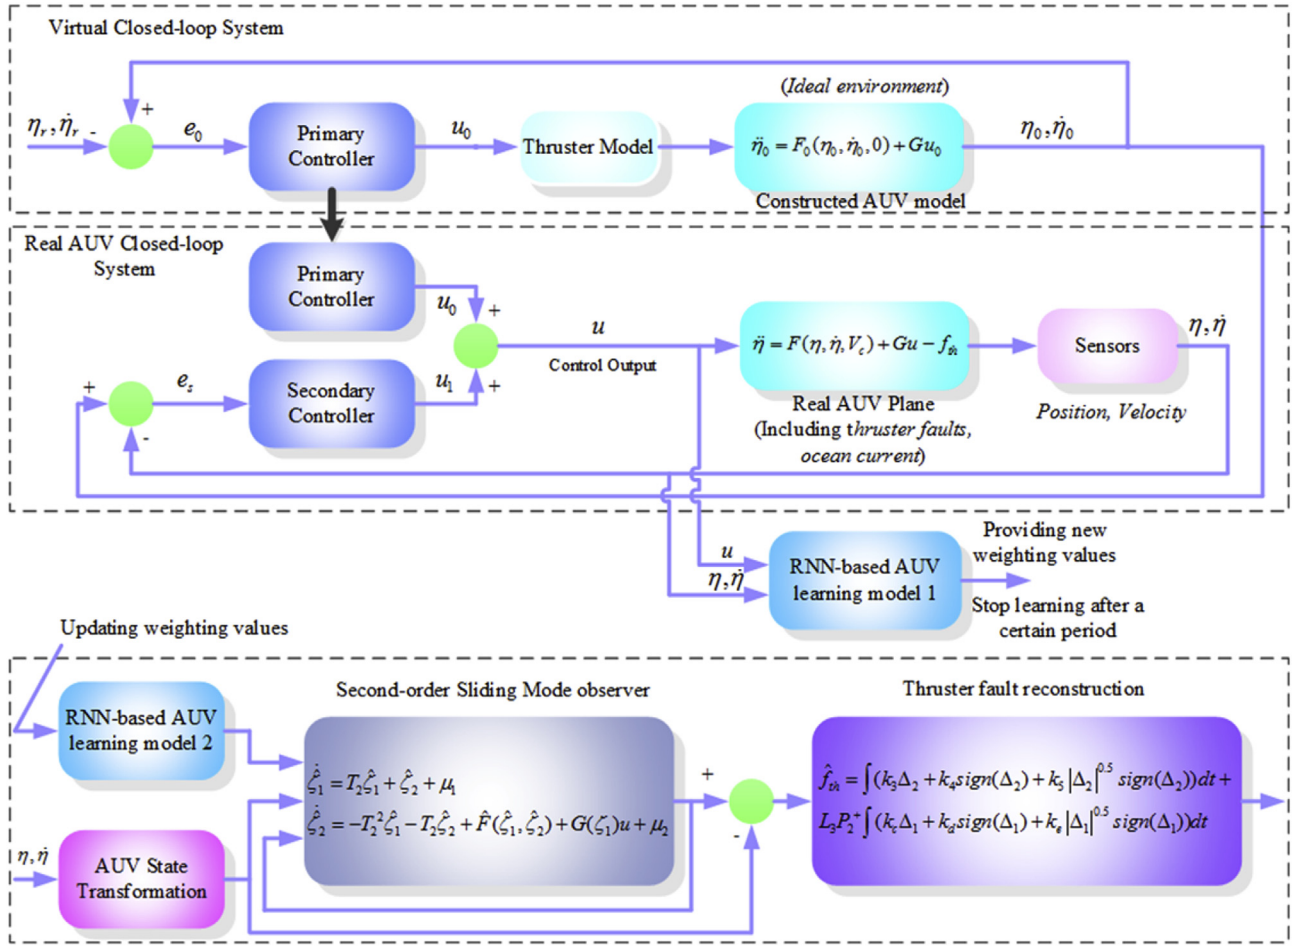 Virtual Closed-loop System
(Ideal environment)
η_r, η̇_r
-
+
e_0
Primary
Controller
u_0
Thruster Model
η̈_0 = F_0(η_0, η̇_0, 0) + Gu_0
η_0, η̇_0
Constructed AUV model
Real AUV Closed-loop
System
Primary
Controller
u_0
+
u
Control Output
η̈ = F(η, η̇, V_c) + Gu − f_th
Sensors
η, η̇
+
-
e_s
Secondary
Controller
u_1
+
Real AUV Plane
(Including thruster faults,
ocean current)
Position, Velocity
u
η, η̇
RNN-based AUV
learning model 1
Providing new
weighting values
Stop learning after a
certain period
Updating weighting values
RNN-based AUV
learning model 2
Second-order Sliding Mode observer
Thruster fault reconstruction
ζ̂̇_1 = T_2ζ̂_1 + ζ̂_2 + μ_1
ζ̂̇_2 = −T_2^2ζ̂_1 − T_2ζ̂_2 + F̂(ζ̂_1, ζ̂_2) + G(ζ_1)u + μ_2
+
-
f̂_th = ∫(k_3Δ_2 + k_4sign(Δ_2) + k_5|Δ_2|^0.5 sign(Δ_2))dt +
L_3P_2^+ ∫(k_cΔ_1 + k_dsign(Δ_1) + k_e|Δ_1|^0.5 sign(Δ_1))dt
η, η̇
AUV State
Transformation